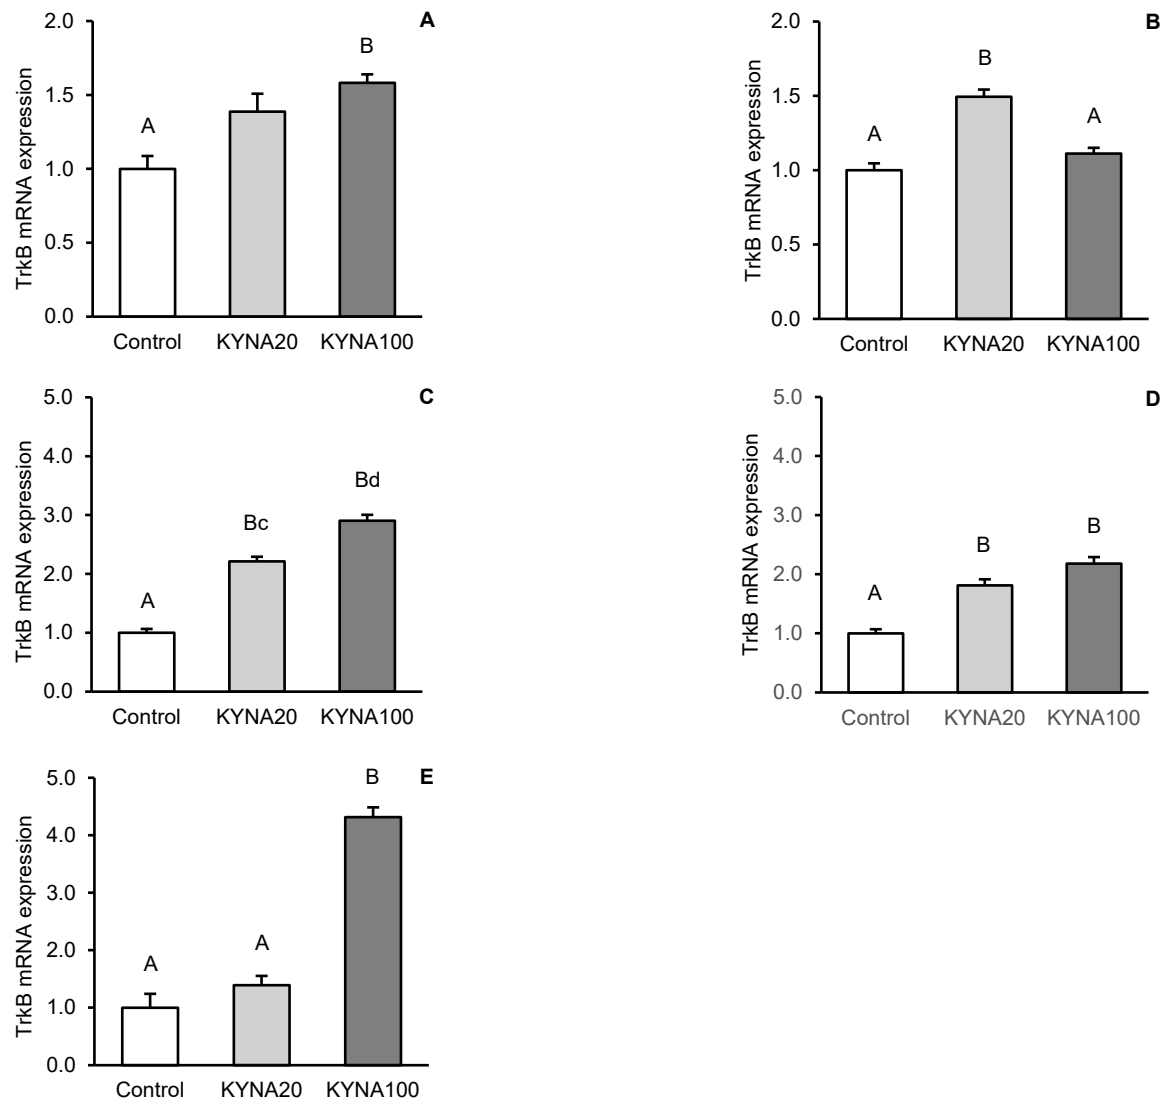 A
TrkB mRNA expression
2.0
1.5
1.0
0.5
0.0
A
B
Control KYNA20 KYNA100
B
TrkB mRNA expression
2.0
1.5
1.0
0.5
0.0
A
B
A
Control KYNA20 KYNA100
C
TrkB mRNA expression
5.0
4.0
3.0
2.0
1.0
0.0
A
Bc
Bd
Control KYNA20 KYNA100
D
TrkB mRNA expression
5.0
4.0
3.0
2.0
1.0
0.0
A
B
B
Control KYNA20 KYNA100
E
TrkB mRNA expression
5.0
4.0
3.0
2.0
1.0
0.0
A
A
B
Control KYNA20 KYNA100